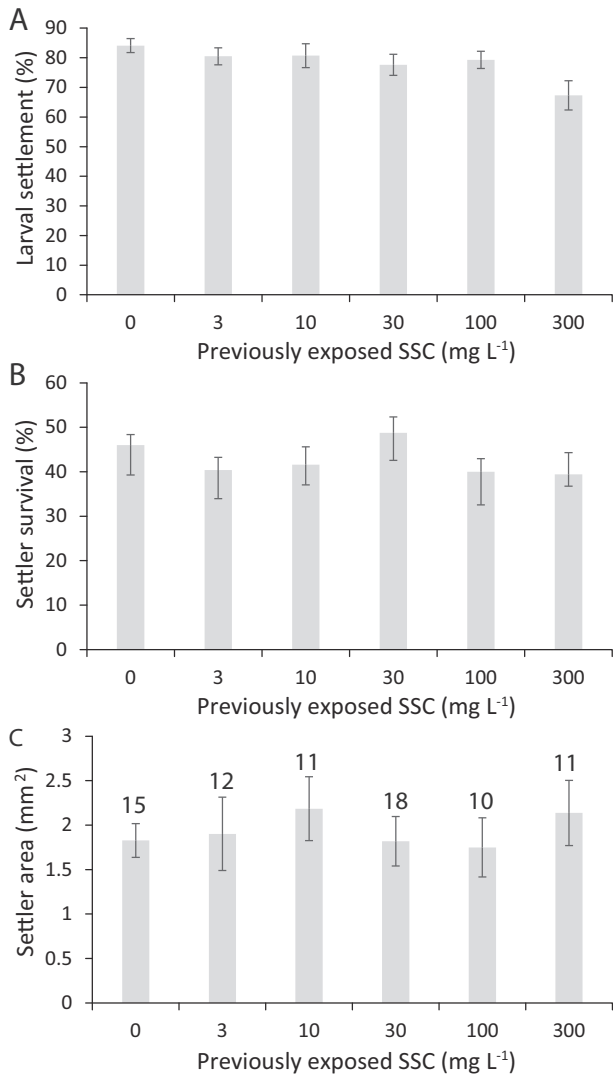 A
90
80
70
60
50
40
30
20
10
0
Larval settlement (%)
0 3 10 30 100 300
Previously exposed SSC (mg L⁻¹)
B
60
50
40
30
20
10
0
Settler survival (%)
0 3 10 30 100 300
Previously exposed SSC (mg L⁻¹)
C
3
2.5
2
1.5
1
0.5
0
Settler area (mm²)
15 12 11 18 10 11
0 3 10 30 100 300
Previously exposed SSC (mg L⁻¹)